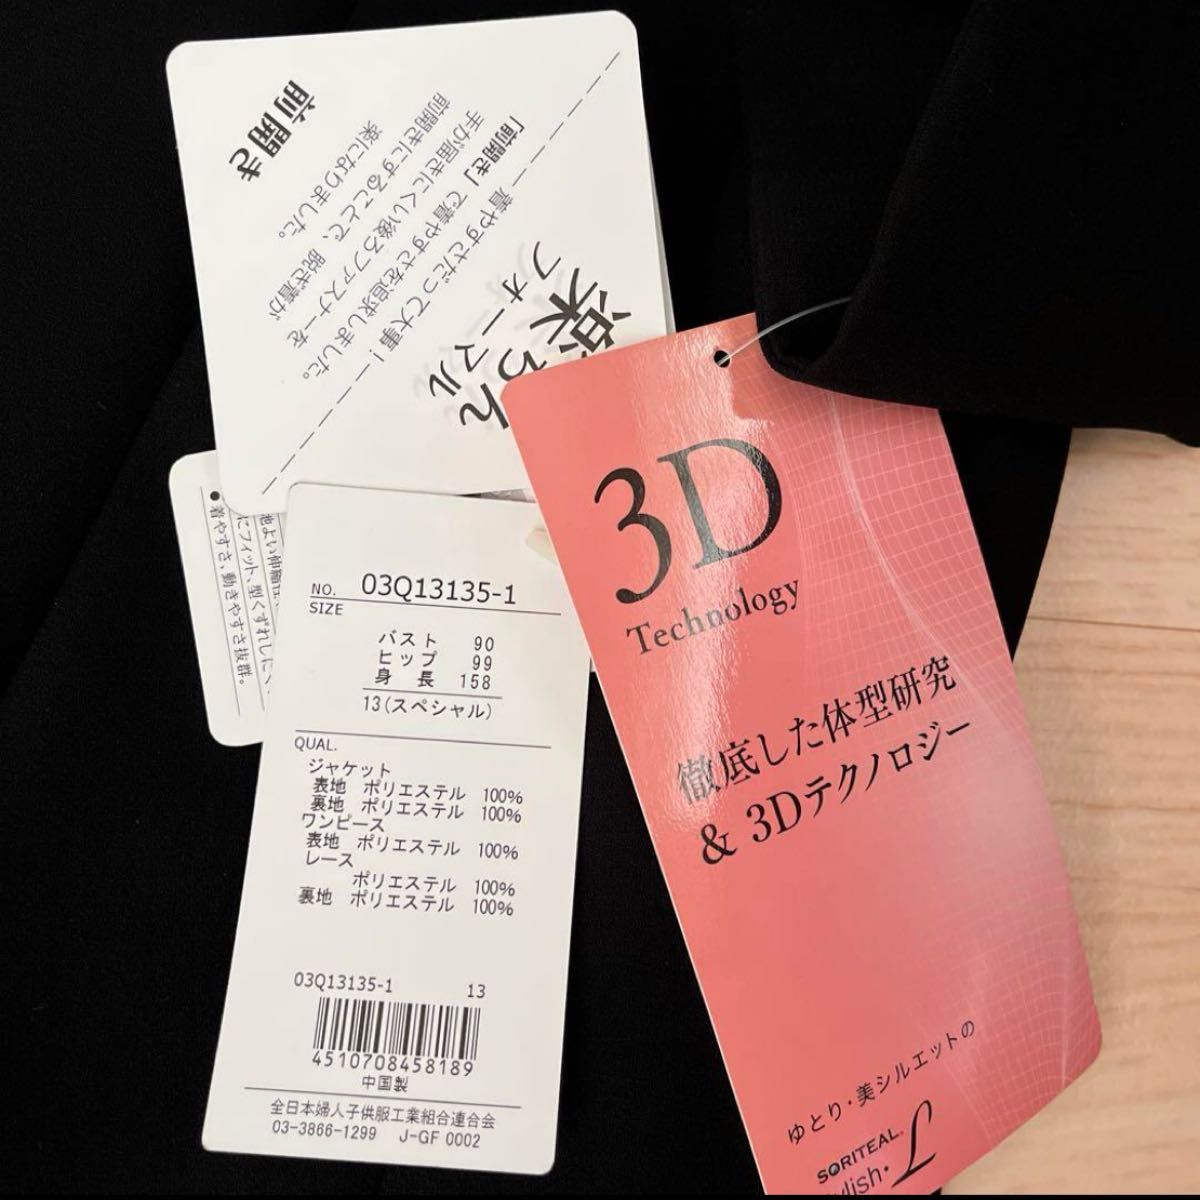 前開き
「前開き」で着やすさを追求しました。
手が届きにくい後ろファスナーを
前開きにすることで、脱ぎ着が
楽になりました。
着やすさだって大事!
楽ちん
フォーマル
にフィット、型くずれしに
●着やすさ、動きやすさ抜群。
NO. 03Q13135-1
SIZE
バスト 90
ヒップ 99
身長 158
13(スペシャル)
QUAL.
ジャケット
表地 ポリエステル 100%
裏地 ポリエステル 100%
ワンピース
表地 ポリエステル 100%
レース
ポリエステル 100%
裏地 ポリエステル 100%
03Q13135-1 13
4510708458189
中国製
全日本婦人子供服工業組合連合会
03-3866-1299 J-GF 0002
3D
Technology
徹底した体型研究
& 3Dテクノロジー
ゆとり・美シルエットの
SORITEAL.